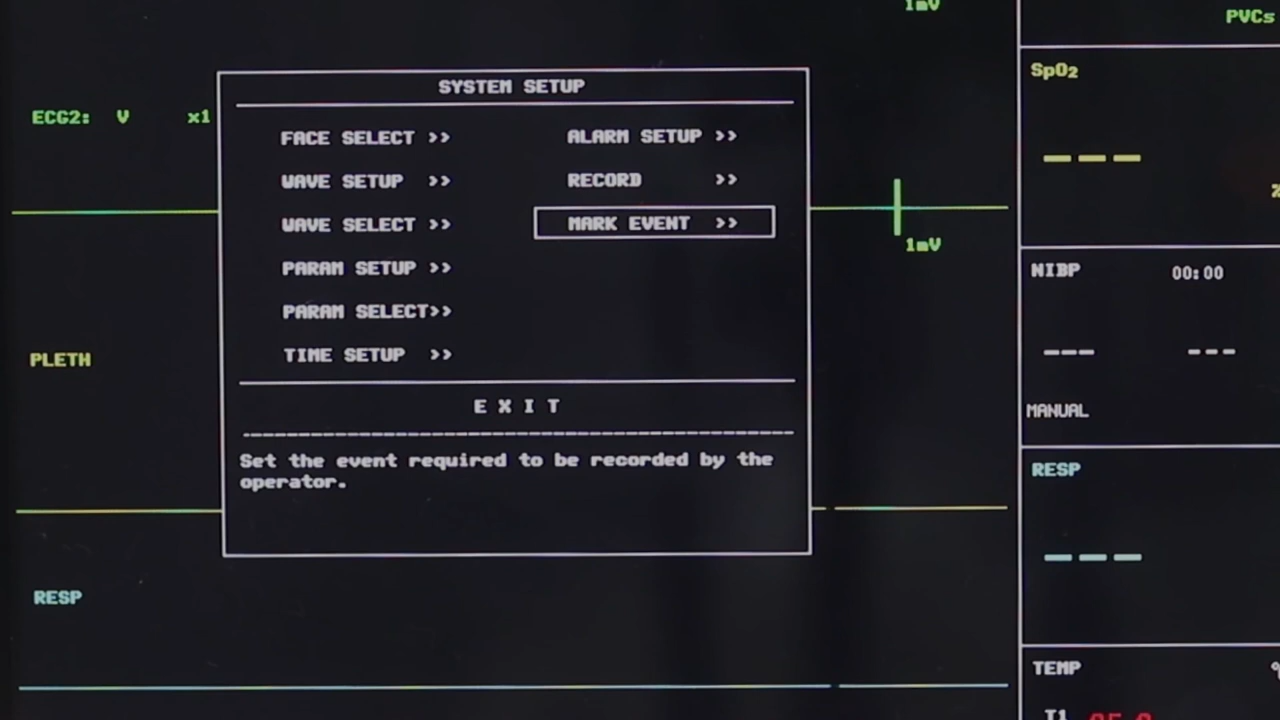 1mV
PVCs
SYSTEM SETUP
ECG2: V x1
FACE SELECT >> ALARM SETUP >>
WAVE SETUP >> RECORD >>
WAVE SELECT >> MARK EVENT >>
PARAM SETUP >>
PARAM SELECT>>
TIME SETUP >>
E X I T
Set the event required to be recorded by the
operator.
1mV
PLETH
RESP
SpO2
---
%
NIBP 00:00
--- ---
MANUAL
RESP
---
TEMP
T1